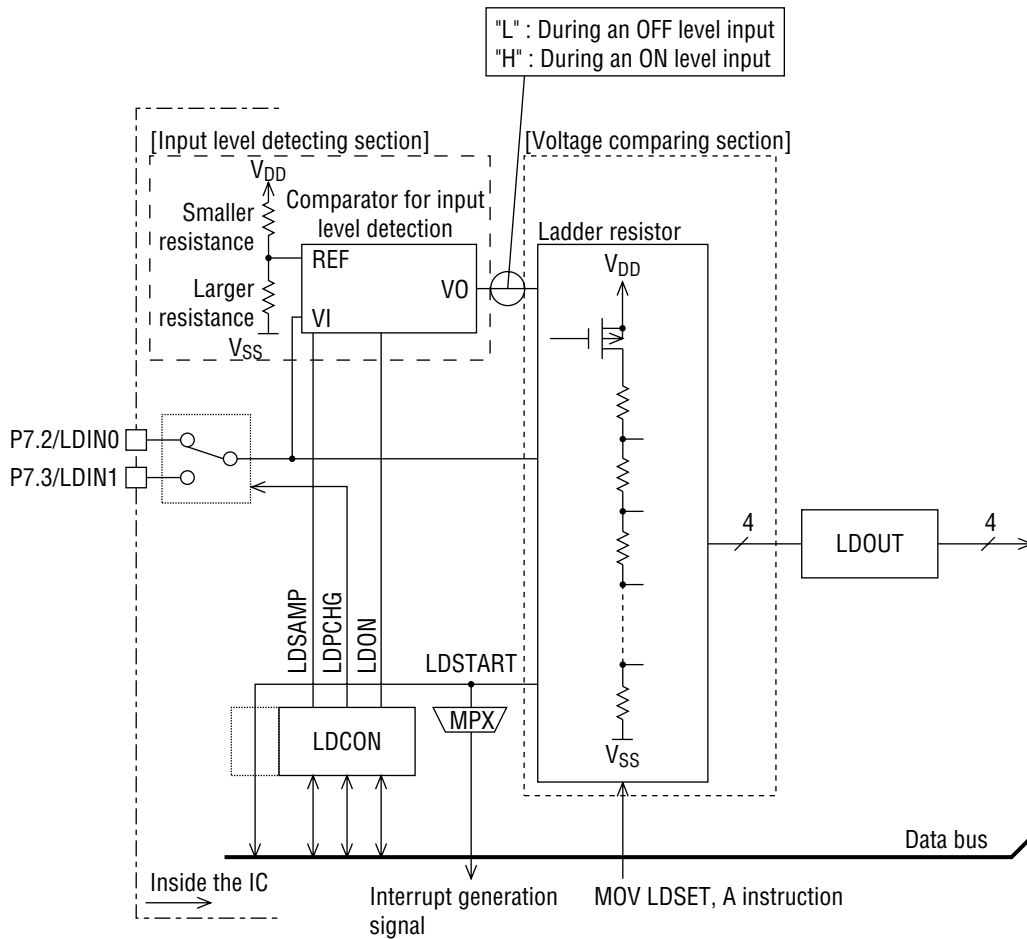 "L" : During an OFF level input
"H" : During an ON level input
[Input level detecting section]
[Voltage comparing section]
VDD
Smaller
resistance
Comparator for input
level detection
REF
VO
Larger
resistance
VI
VSS
Ladder resistor
VDD
P7.2/LDIN0
P7.3/LDIN1
4
LDOUT
4
LDSAMP
LDPCHG
LDON
LDSTART
MPX
LDCON
VSS
Data bus
Inside the IC
Interrupt generation
signal
MOV LDSET, A instruction